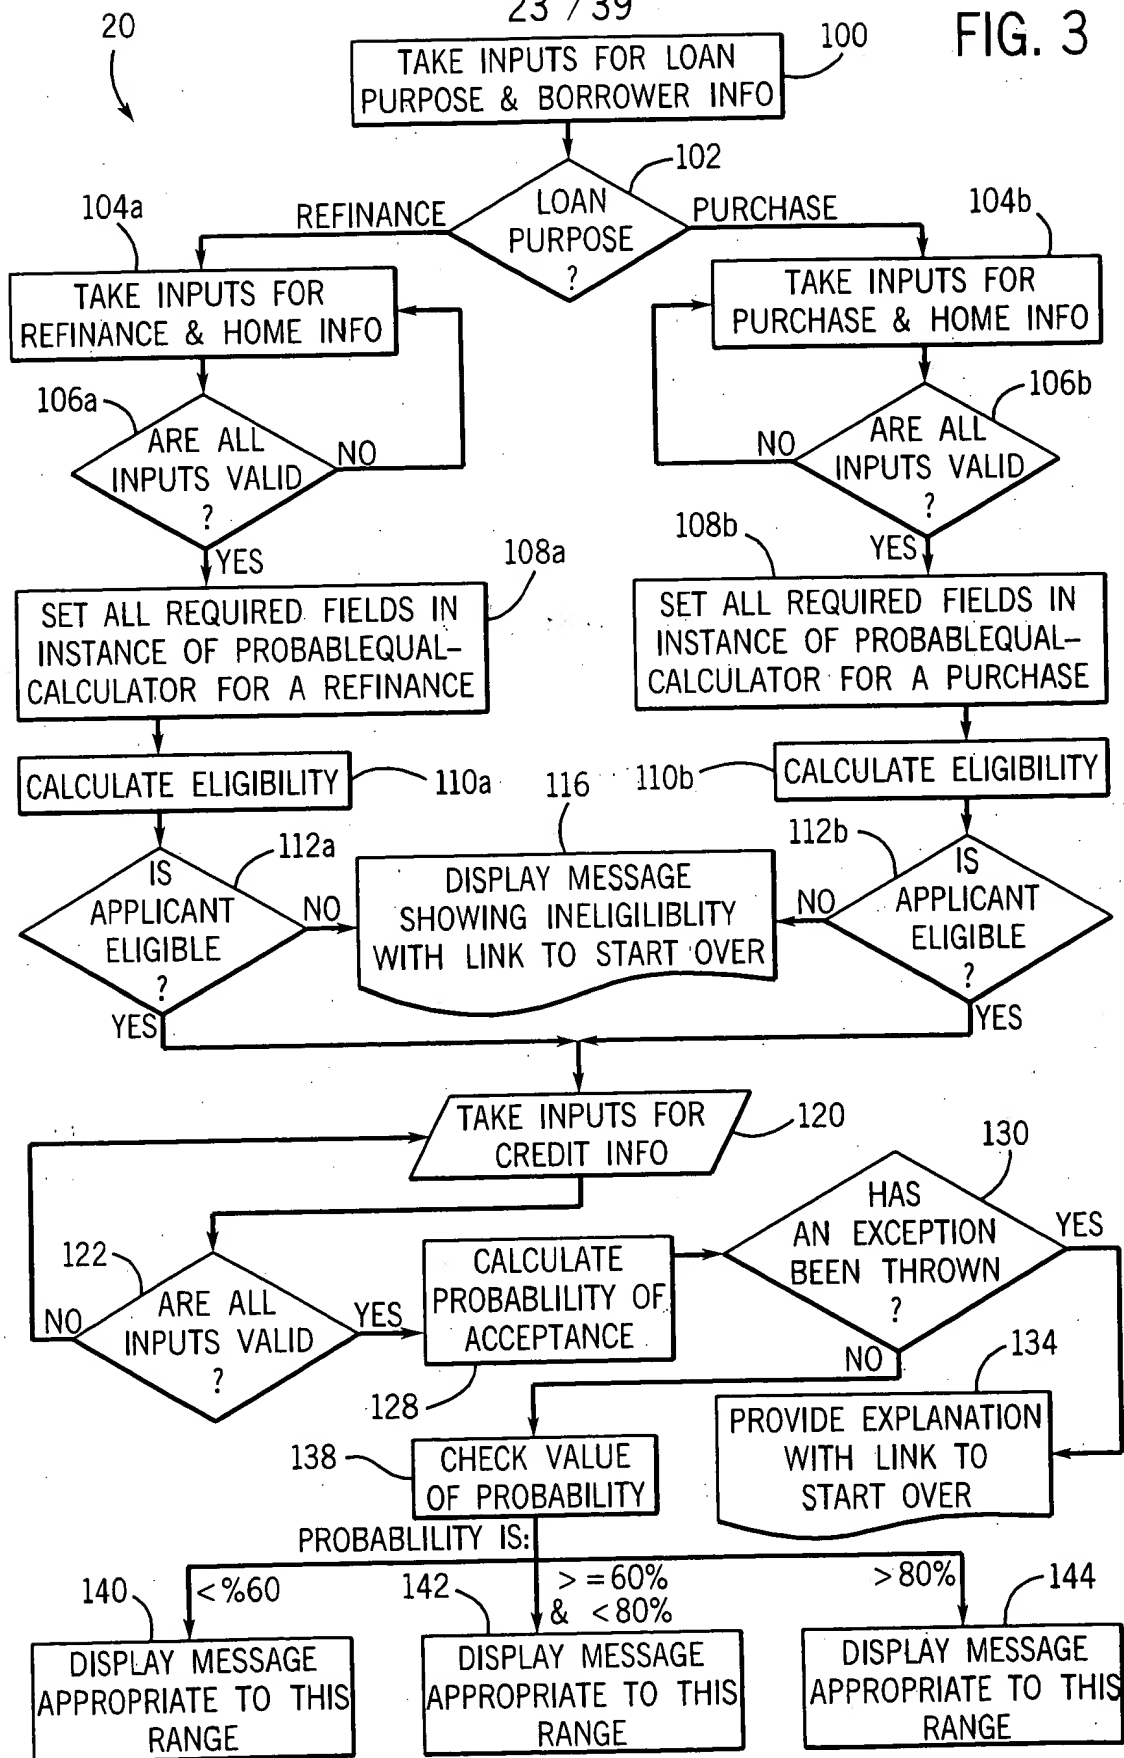 23 / 39
FIG. 3
20
TAKE INPUTS FOR LOAN
PURPOSE & BORROWER INFO
100
LOAN
PURPOSE
?
102
REFINANCE
PURCHASE
104a
TAKE INPUTS FOR
REFINANCE & HOME INFO
104b
TAKE INPUTS FOR
PURCHASE & HOME INFO
106a
ARE ALL
INPUTS VALID
?
NO
YES
106b
ARE ALL
INPUTS VALID
?
NO
YES
108a
SET ALL REQUIRED FIELDS IN
INSTANCE OF PROBABLEQUAL-
CALCULATOR FOR A REFINANCE
108b
SET ALL REQUIRED FIELDS IN
INSTANCE OF PROBABLEQUAL-
CALCULATOR FOR A PURCHASE
CALCULATE ELIGIBILITY
110a
116
110b
CALCULATE ELIGIBILITY
112a
IS
APPLICANT
ELIGIBLE
?
NO
YES
DISPLAY MESSAGE
SHOWING INELIGILIBLITY
WITH LINK TO START OVER
112b
IS
APPLICANT
ELIGIBLE
?
NO
YES
TAKE INPUTS FOR
CREDIT INFO
120
122
ARE ALL
INPUTS VALID
?
NO
YES
CALCULATE
PROBABLILITY OF
ACCEPTANCE
128
130
HAS
AN EXCEPTION
BEEN THROWN
?
YES
NO
134
PROVIDE EXPLANATION
WITH LINK TO
START OVER
138
CHECK VALUE
OF PROBABILITY
PROBABLILITY IS:
140
< %60
142
> =60%
& <80%
>80%
144
DISPLAY MESSAGE
APPROPRIATE TO THIS
RANGE
DISPLAY MESSAGE
APPROPRIATE TO THIS
RANGE
DISPLAY MESSAGE
APPROPRIATE TO THIS
RANGE